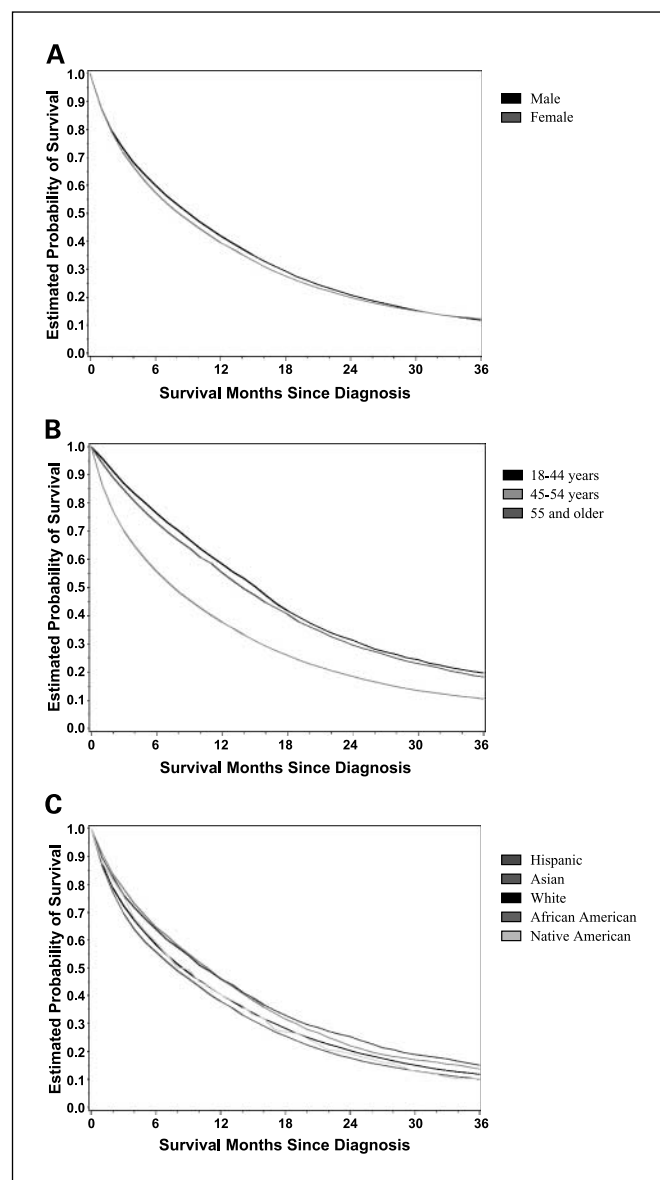 A
1.0
0.9
0.8
0.7
0.6
0.5
0.4
0.3
0.2
0.1
0.0
Estimated Probability of Survival
0 6 12 18 24 30 36
Survival Months Since Diagnosis
Male
Female
B
1.0
0.9
0.8
0.7
0.6
0.5
0.4
0.3
0.2
0.1
0.0
Estimated Probability of Survival
0 6 12 18 24 30 36
Survival Months Since Diagnosis
18-44 years
45-54 years
55 and older
C
1.0
0.9
0.8
0.7
0.6
0.5
0.4
0.3
0.2
0.1
0.0
Estimated Probability of Survival
0 6 12 18 24 30 36
Survival Months Since Diagnosis
Hispanic
Asian
White
African American
Native American